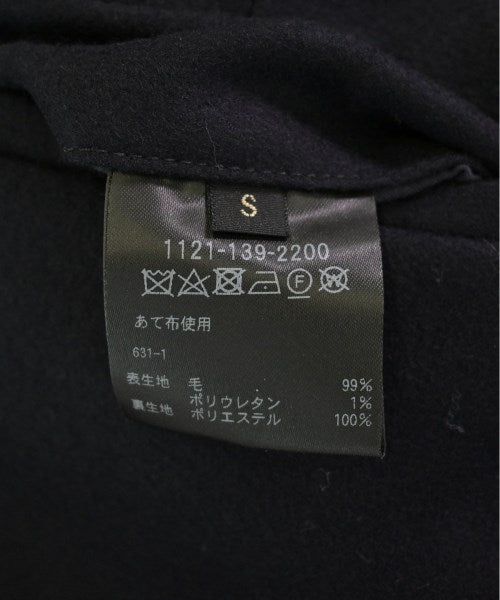 S
1121-139-2200
F W
あて布使用
631-1
表生地 毛 99%
ポリウレタン 1%
裏生地 ポリエステル 100%